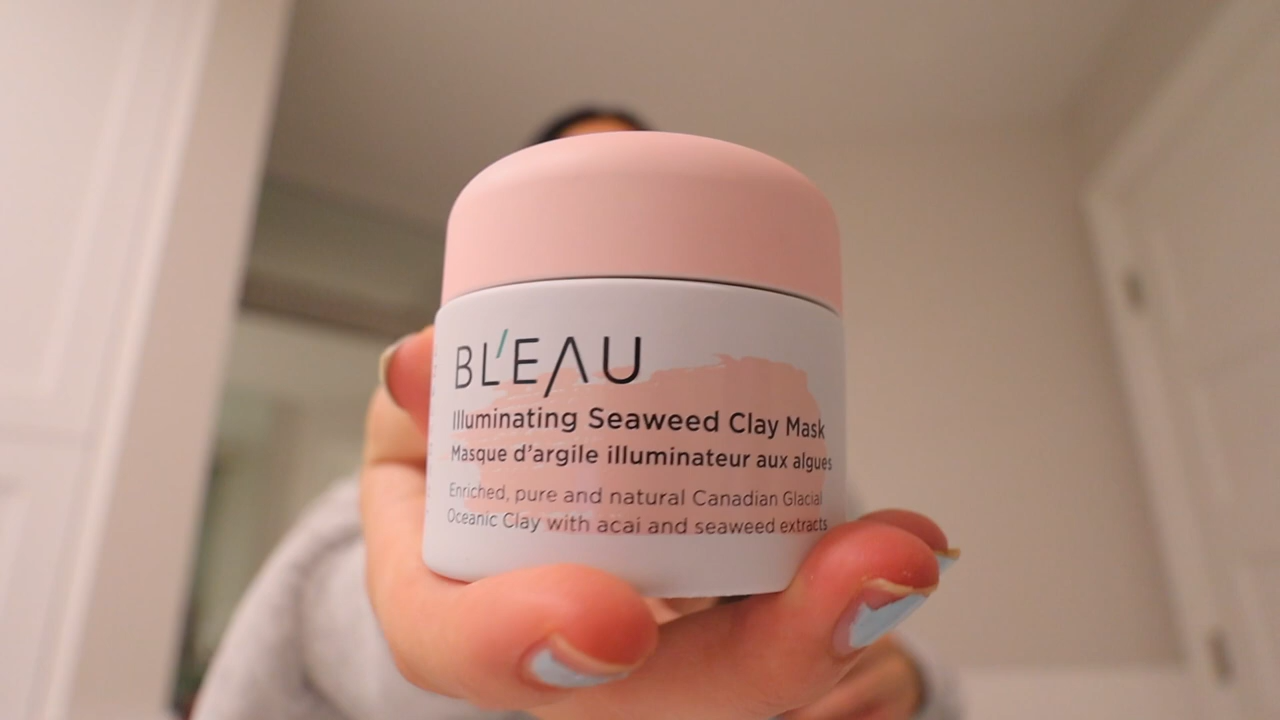 BL'EAU
Illuminating Seaweed Clay Mask
Masque d'argile illuminateur aux algues
Enriched, pure and natural Canadian Glacial
Oceanic Clay with acai and seaweed extracts